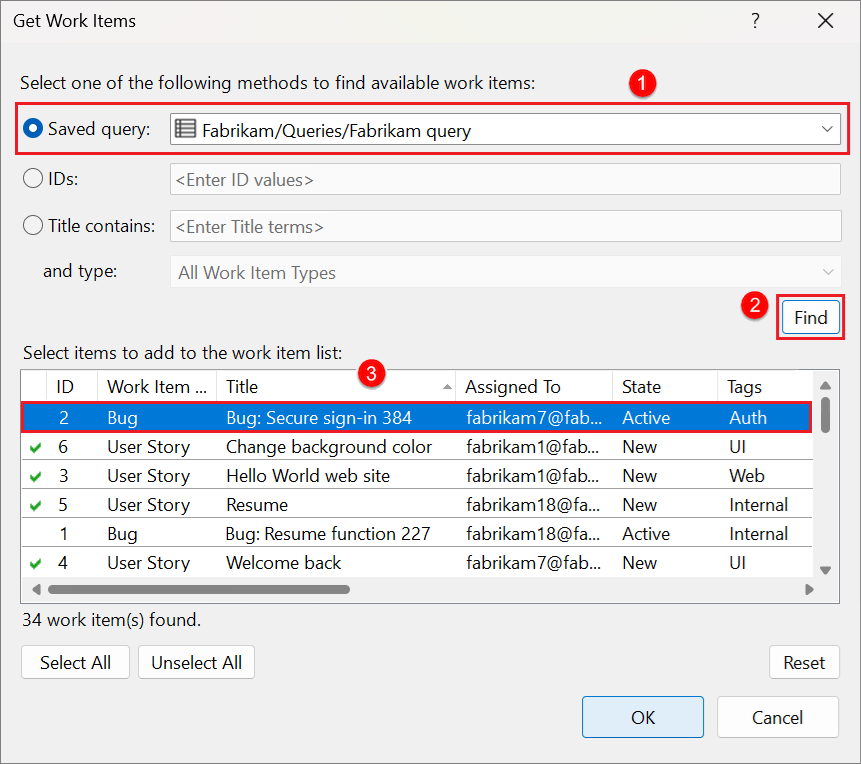 Get Work Items ?
Select one of the following methods to find available work items: 1
Saved query: Fabrikam/Queries/Fabrikam query
IDs: <Enter ID values>
Title contains: <Enter Title terms>
and type: All Work Item Types
2 Find
Select items to add to the work item list:
3
ID Work Item ... Title Assigned To State Tags
2 Bug Bug: Secure sign-in 384 fabrikam7@fab... Active Auth
6 User Story Change background color fabrikam1@fab... New UI
3 User Story Hello World web site fabrikam1@fab... New Web
5 User Story Resume fabrikam18@fa... New Internal
1 Bug Bug: Resume function 227 fabrikam18@fa... Active Internal
4 User Story Welcome back fabrikam7@fab... New UI
34 work item(s) found.
Select All Unselect All Reset
OK Cancel